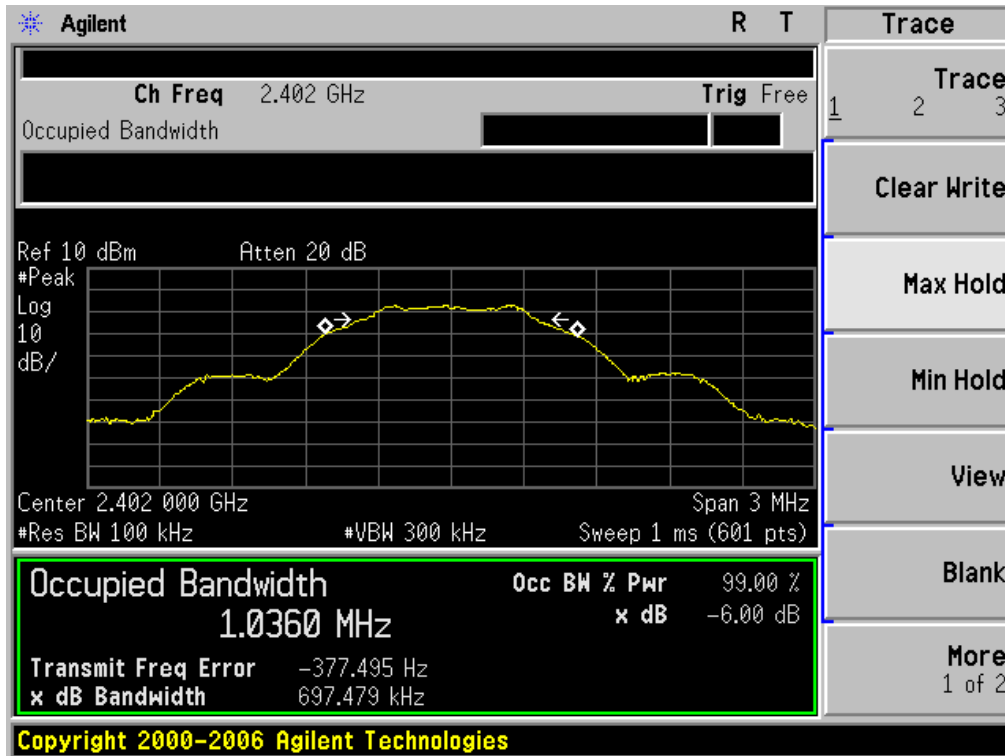 Agilent R T Trace
Ch Freq 2.402 GHz Trig Free
Occupied Bandwidth
Trace
1 2 3
Clear Write
Max Hold
Min Hold
View
Blank
More
1 of 2
Ref 10 dBm Atten 20 dB
#Peak
Log
10
dB/
Center 2.402 000 GHz Span 3 MHz
#Res BW 100 kHz #VBW 300 kHz Sweep 1 ms (601 pts)
Occupied Bandwidth Occ BW % Pwr 99.00 %
1.0360 MHz x dB -6.00 dB
Transmit Freq Error -377.495 Hz
x dB Bandwidth 697.479 kHz
Copyright 2000-2006 Agilent Technologies